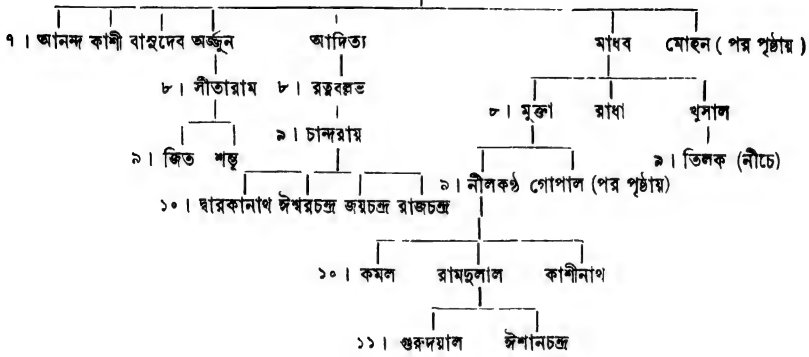 ৭। আনন্দ কাশী বাসুদেব অর্জ্জুন আদিত্য মাধব মোহন ( পর পৃষ্ঠায় )
৮। সীতারাম ৮। রত্নবল্লভ ৮। মুক্তা রাধা খুসাল
৯। জিত শম্ভু ৯। চান্দরায় ৯। তিলক (নীচে)
৯। নীলকণ্ঠ গোপাল (পর পৃষ্ঠায়)
১০। দ্বারকানাথ ঈশ্বরচন্দ্র জয়চন্দ্র রাজচন্দ্র
১০। কমল রামদুলাল কাশীনাথ
১১। গুরুদয়াল ঈশানচন্দ্র